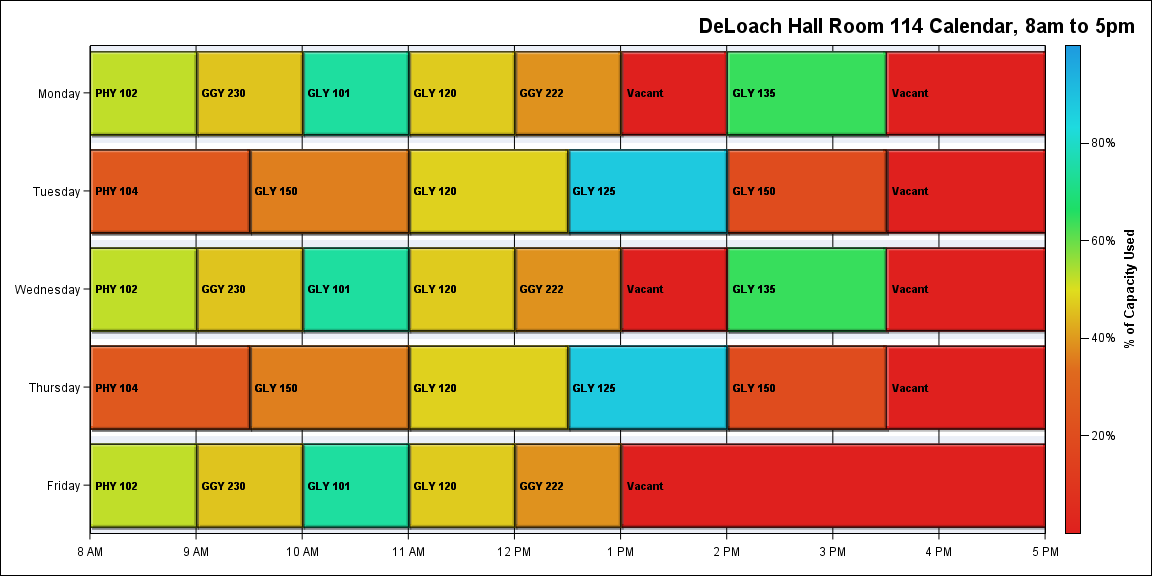 DeLoach Hall Room 114 Calendar, 8am to 5pm
Monday
PHY 102
GGY 230
GLY 101
GLY 120
GGY 222
Vacant
GLY 135
Vacant
Tuesday
PHY 104
GLY 150
GLY 120
GLY 125
GLY 150
Vacant
Wednesday
PHY 102
GGY 230
GLY 101
GLY 120
GGY 222
Vacant
GLY 135
Vacant
Thursday
PHY 104
GLY 150
GLY 120
GLY 125
GLY 150
Vacant
Friday
PHY 102
GGY 230
GLY 101
GLY 120
GGY 222
Vacant
8 AM
9 AM
10 AM
11 AM
12 PM
1 PM
2 PM
3 PM
4 PM
5 PM
80%
60%
40%
20%
% of Capacity Used